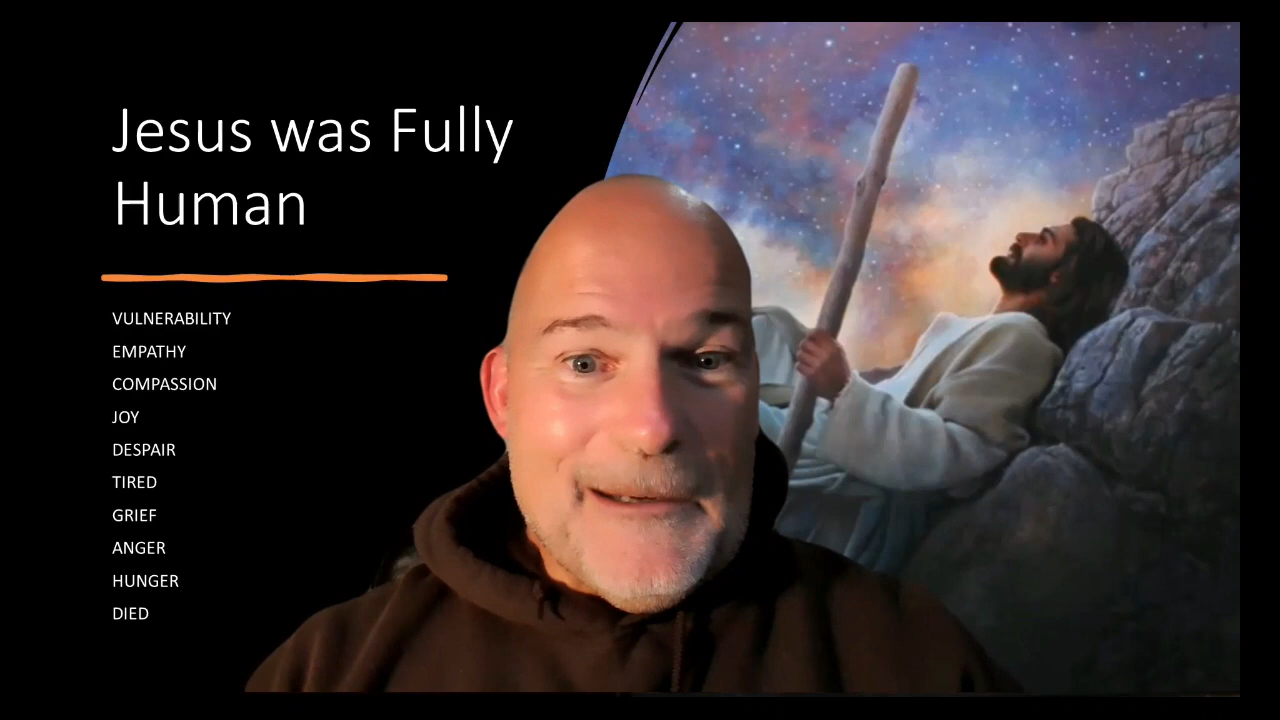 Jesus was Fully
Human
VULNERABILITY
EMPATHY
COMPASSION
JOY
DESPAIR
TIRED
GRIEF
ANGER
HUNGER
DIED